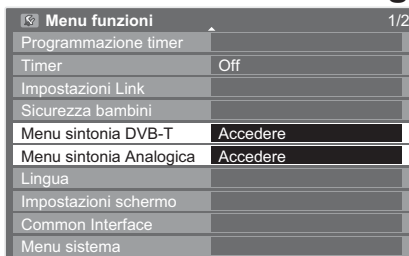 Menu funzioni 1/2
Programmazione timer
Timer Off
Impostazioni Link
Sicurezza bambini
Menu sintonia DVB-T Accedere
Menu sintonia Analogica Accedere
Lingua
Impostazioni schermo
Common Interface
Menu sistema